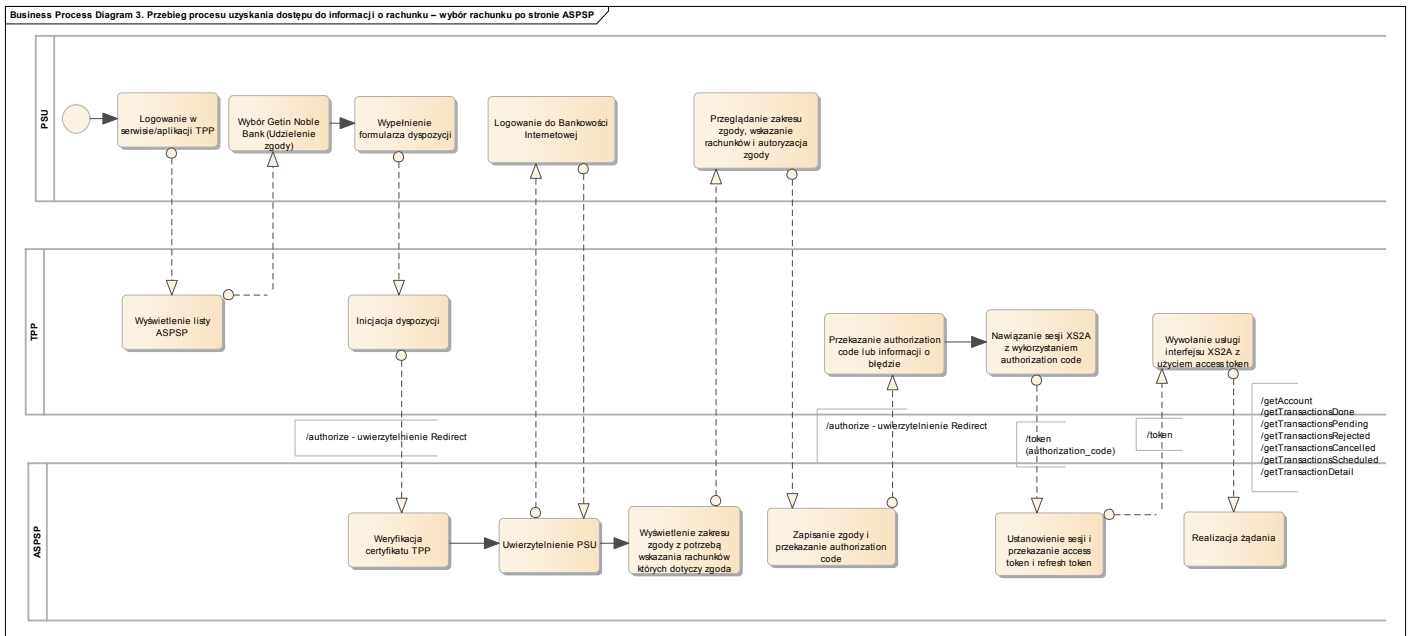 Business Process Diagram 3. Przebieg procesu uzyskania dostępu do informacji o rachunku – wybór rachunku po stronie ASPSP
PSU
Logowanie w
serwisie/aplikacji TPP
Wybór Getin Noble
Bank (Udzielenie
zgody)
Wypełnienie
formularza dyspozycji
Logowanie do Bankowości
Internetowej
Przeglądanie zakresu
zgody, wskazanie
rachunków i autoryzacja
zgody
TPP
Wyświetlenie listy
ASPSP
Inicjacja dyspozycji
Przekazanie authorization
code lub informacji o
błędzie
Nawiązanie sesji XS2A
z wykorzystaniem
authorization code
Wywołanie usługi
interfejsu XS2A z
użyciem access token
/authorize - uwierzytelnienie Redirect
/authorize - uwierzytelnienie Redirect
/token
(authorization_code)
/token
/getAccount
/getTransactionsDone
/getTransactionsPending
/getTransactionsRejected
/getTransactionsCancelled
/getTransactionsScheduled
/getTransactionDetail
ASPSP
Weryfikacja
certyfikatu TPP
Uwierzytelnienie PSU
Wyświetlenie zakresu
zgody z potrzebą
wskazania rachunków
których dotyczy zgoda
Zapisanie zgody i
przekazanie authorization
code
Ustanowienie sesji i
przekazanie access
token i refresh token
Realizacja żądania